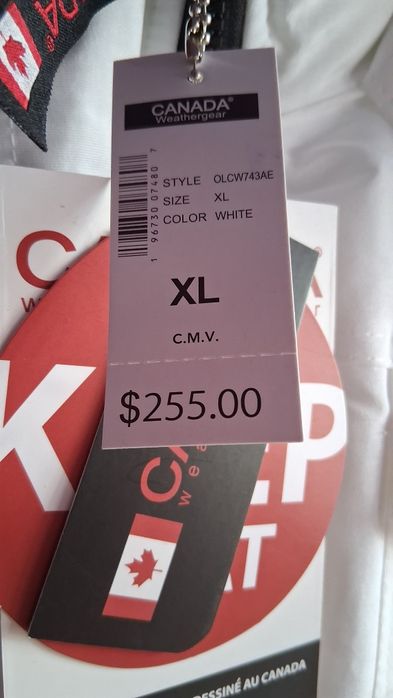 CANADA®
Weathergear
STYLE OLCW743AE
SIZE XL
COLOR WHITE
1 96730 07480 7
XL
C.M.V.
$255.00
DESSINÉ AU CANADA